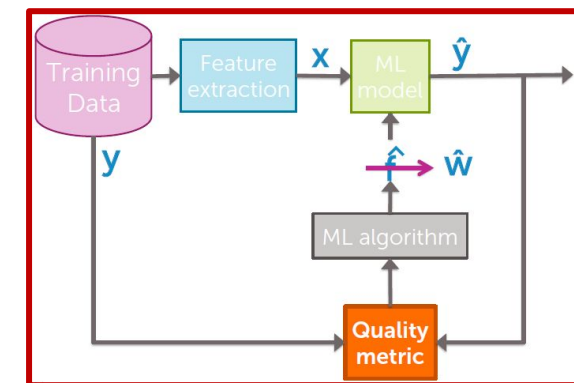 Training
Data
Feature
extraction
x
ML
model
ŷ
y
f̂
ŵ
ML algorithm
Quality
metric